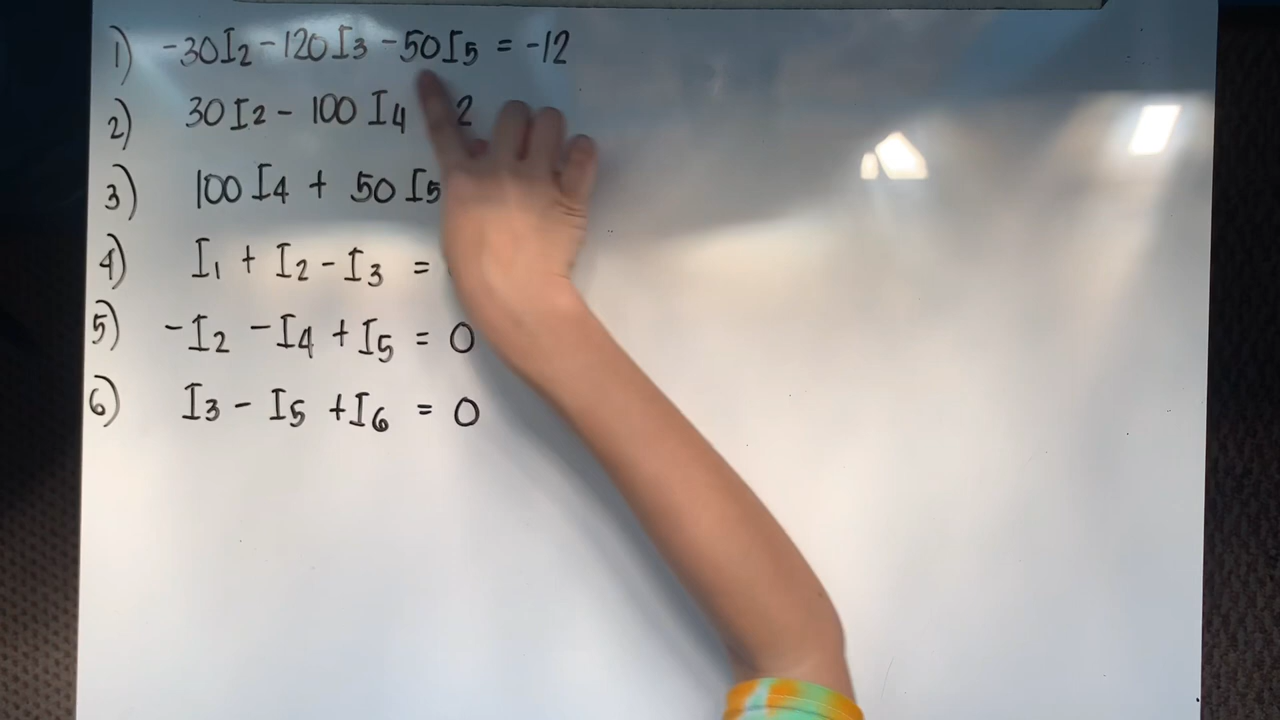 1) -30I2 - 120I3 - 50I5 = -12
2) 30I2 - 100I4 2
3) 100I4 + 50I5
4) I1 + I2 - I3 =
5) -I2 - I4 + I5 = 0
6) I3 - I5 + I6 = 0